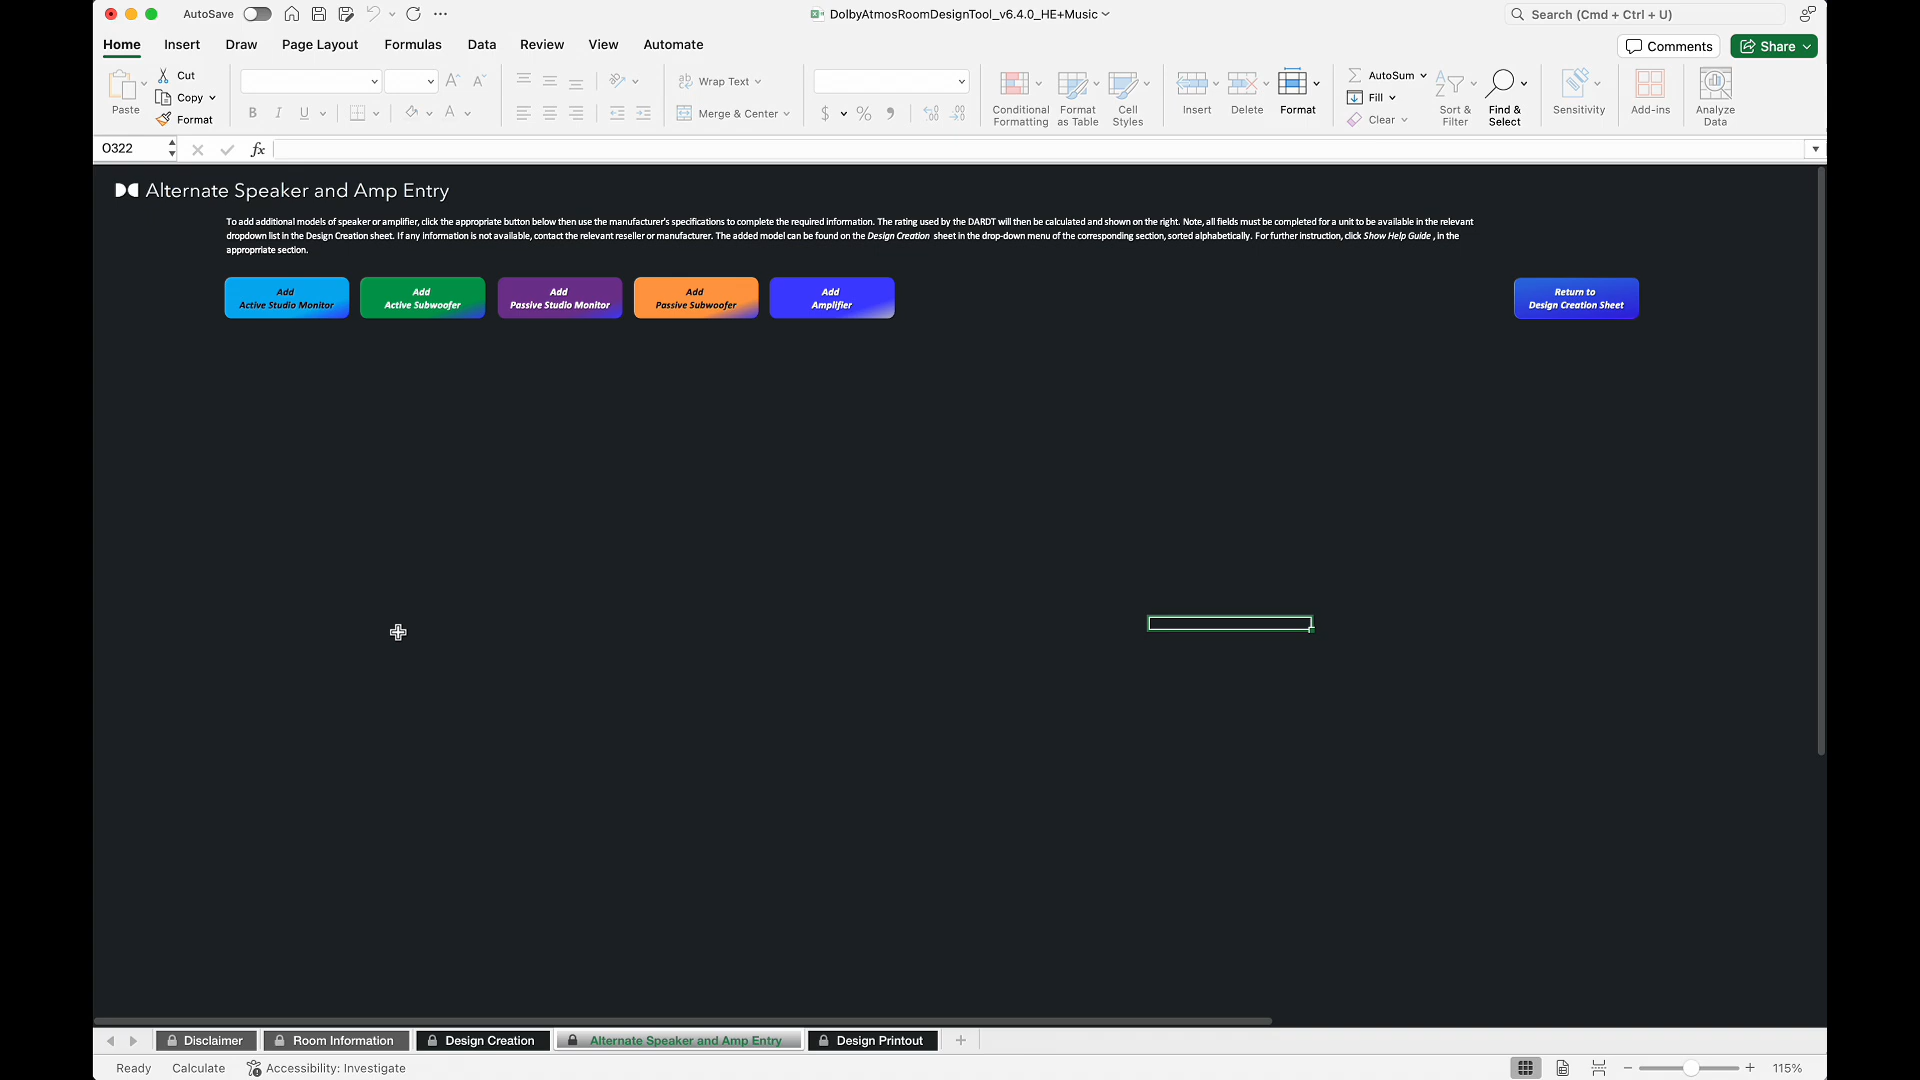 AutoSave
DolbyAtmosRoomDesignTool_v6.4.0_HE+Music
Search (Cmd + Ctrl + U)
Home Insert Draw Page Layout Formulas Data Review View Automate
Comments
Share
Paste
Cut
Copy
Format
B I U
A A A
Wrap Text
Merge & Center
$ % ,
Conditional Formatting
Format as Table
Cell Styles
Insert
Delete
Format
AutoSum
Fill
Clear
Sort & Filter
Find & Select
Sensitivity
Add-ins
Analyze Data
O322
fx
Alternate Speaker and Amp Entry
To add additional models of speaker or amplifier, click the appropriate button below then use the manufacturer's specifications to complete the required information. The rating used by the DARDT will then be calculated and shown on the right. Note, all fields must be completed for a unit to be available in the relevant
dropdown list in the Design Creation sheet. If any information is not available, contact the relevant reseller or manufacturer. The added model can be found on the Design Creation sheet in the drop-down menu of the corresponding section, sorted alphabetically. For further instruction, click Show Help Guide, in the
appropriate section.
Add
Active Studio Monitor
Add
Active Subwoofer
Add
Passive Studio Monitor
Add
Passive Subwoofer
Add
Amplifier
Return to
Design Creation Sheet
Disclaimer
Room Information
Design Creation
Alternate Speaker and Amp Entry
Design Printout
Ready
Calculate
Accessibility: Investigate
115%